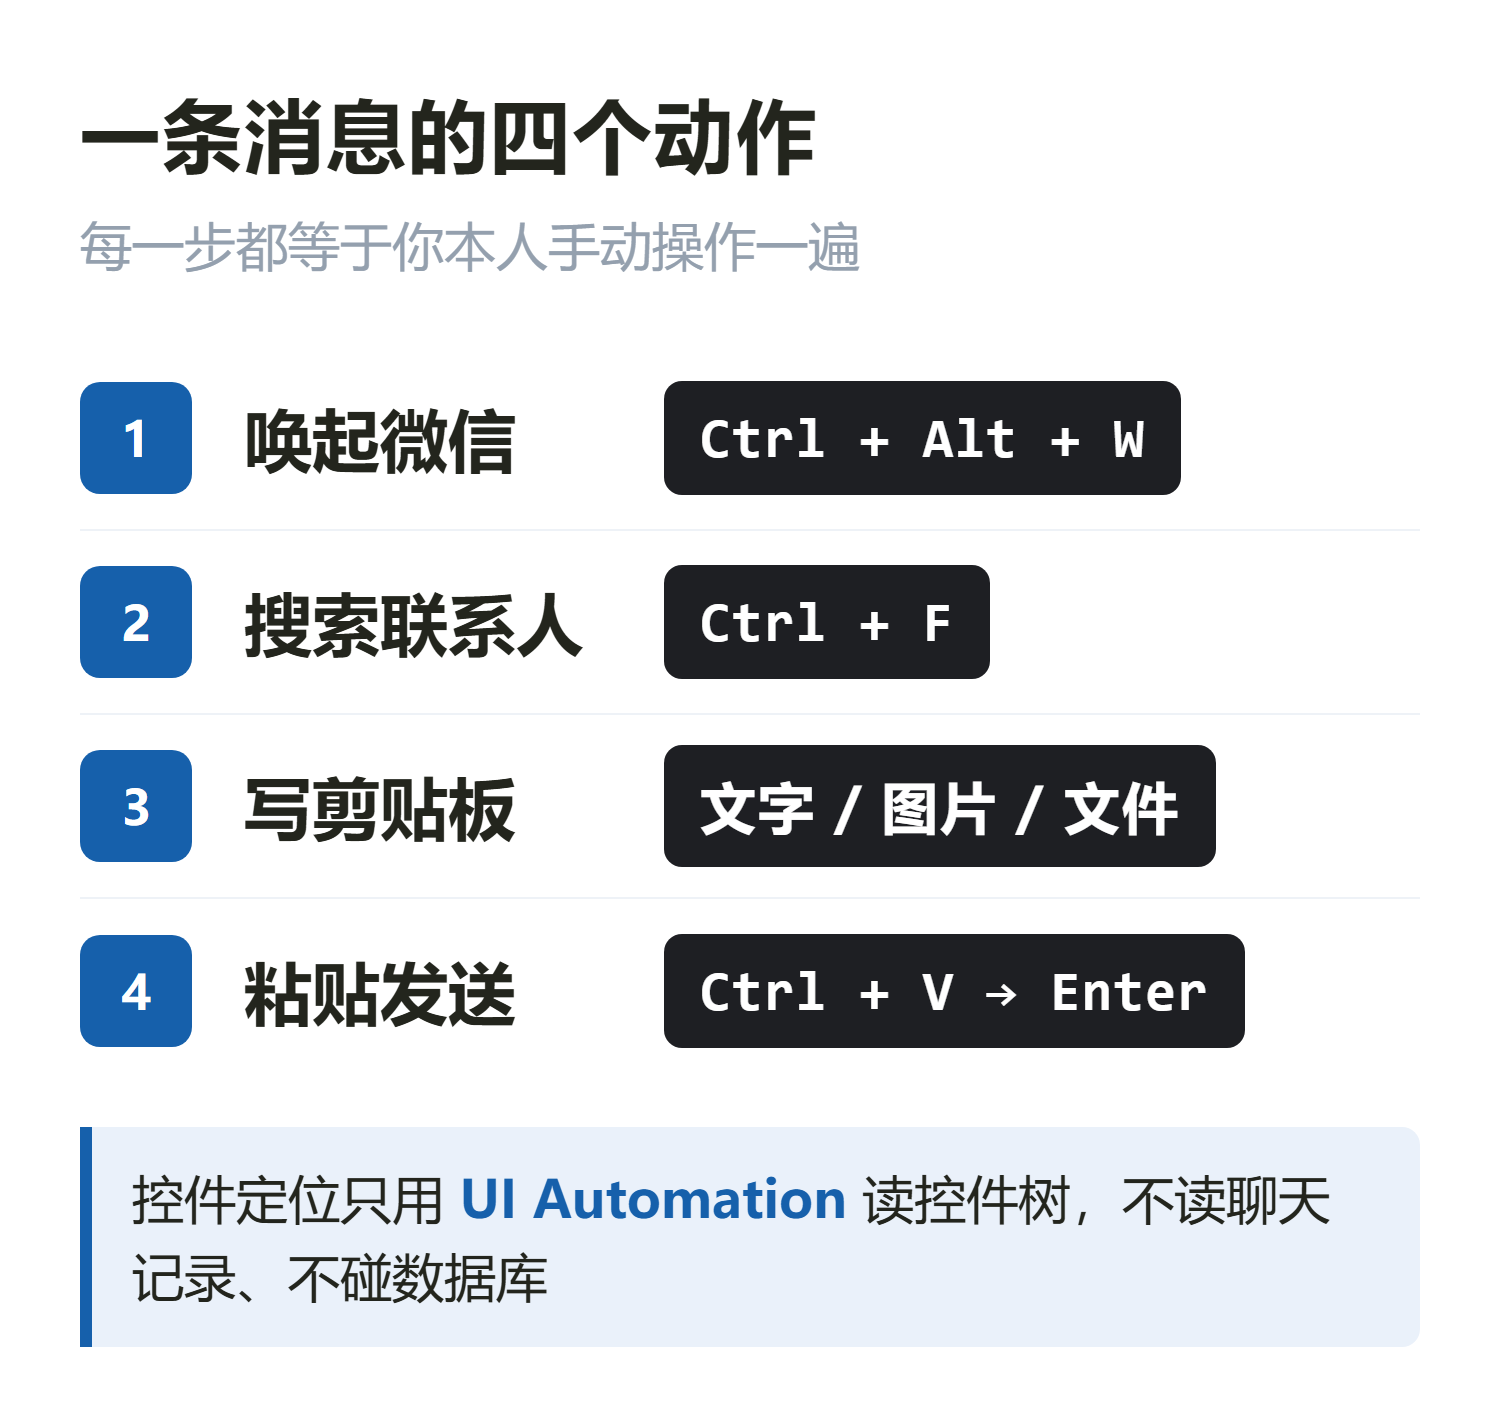 一条消息的四个动作
每一步都等于你本人手动操作一遍
1 唤起微信 Ctrl + Alt + W
2 搜索联系人 Ctrl + F
3 写剪贴板 文字 / 图片 / 文件
4 粘贴发送 Ctrl + V → Enter
控件定位只用 UI Automation 读控件树，不读聊天
记录、不碰数据库